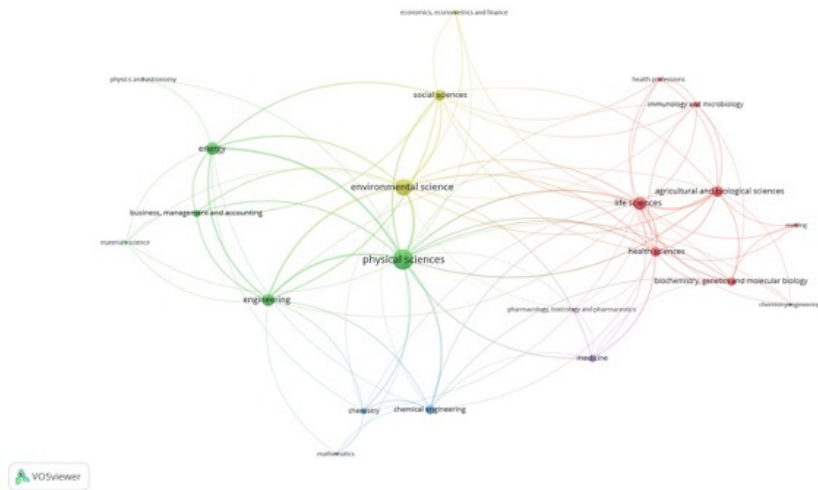 economics, econometrics and finance
physics and astronomy
health professions
social sciences
immunology and microbiology
energy
environmental science
agricultural and biological sciences
life sciences
business, management and accounting
nursing
materials science
health sciences
physical sciences
biochemistry, genetics and molecular biology
engineering
chemistry engineering
pharmacology, toxicology and pharmaceutics
medicine
chemistry
chemical engineering
mathematics
VOSviewer